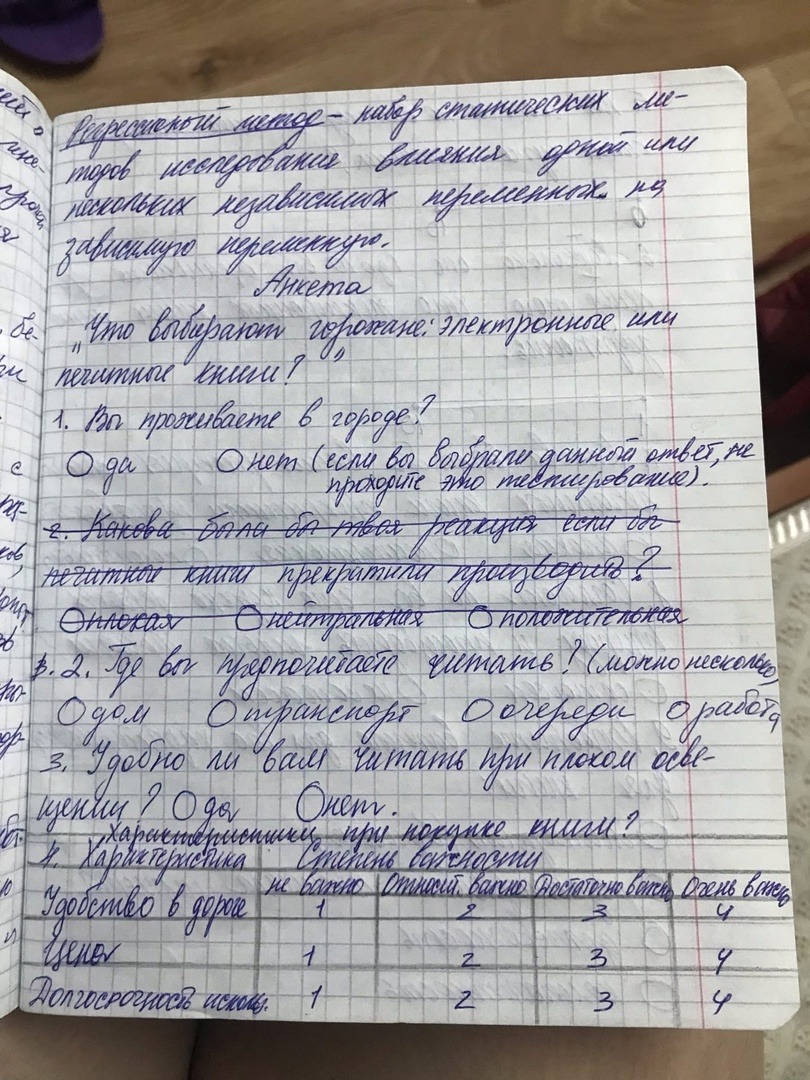 Регрессионый метод – набор статических ме-
тодов исследования влияния одной или
нескольких независимых переменных на
зависимую переменную.
Анкета
„Что выбирают горожане: электронные или
печатные книги?"
1. Вы проживаете в городе?
да нет (если вы выбрали данный ответ, не
проходите это тестирование).
2. Какова была бы твоя реакция если бы
печатные книги прекратили производить?
плохая нейтральная положительная
2. Где вы предпочитаете читать? (можно несколько)
дом транспорт очереди работа
3. Удобно ли вам читать при плохом осве-
щении? да нет.
Характеристики при покупке книги?
4. Характеристика Степень важности
не важно Относит. важно Достаточно важно Очень важно
Удобство в дороге 1 2 3 4
Цена 1 2 3 4
Долгосрочность использ. 1 2 3 4